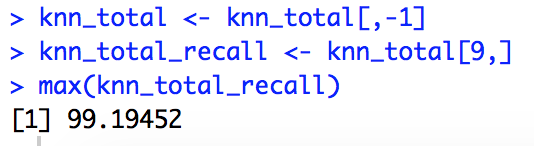 > knn_total <- knn_total[,-1]
> knn_total_recall <- knn_total[9,]
> max(knn_total_recall)
[1] 99.19452